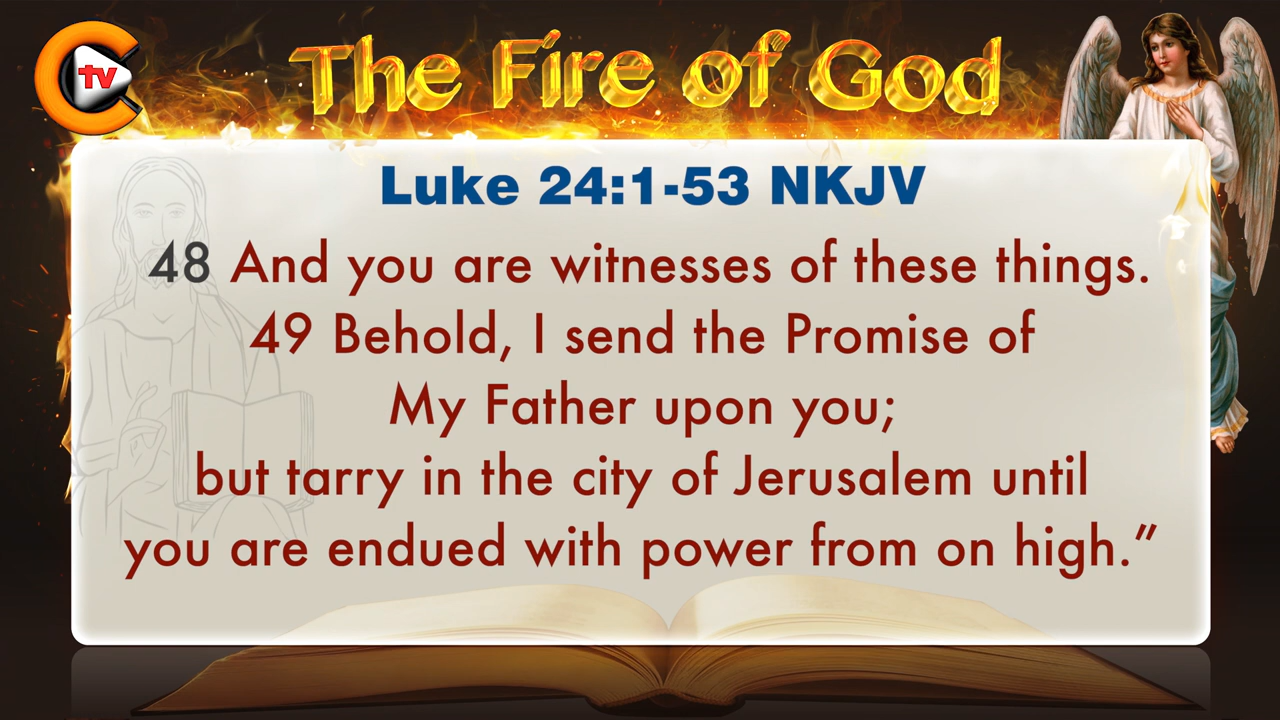 tv
The Fire of God
Luke 24:1-53 NKJV
48 And you are witnesses of these things.
49 Behold, I send the Promise of
My Father upon you;
but tarry in the city of Jerusalem until
you are endued with power from on high.”